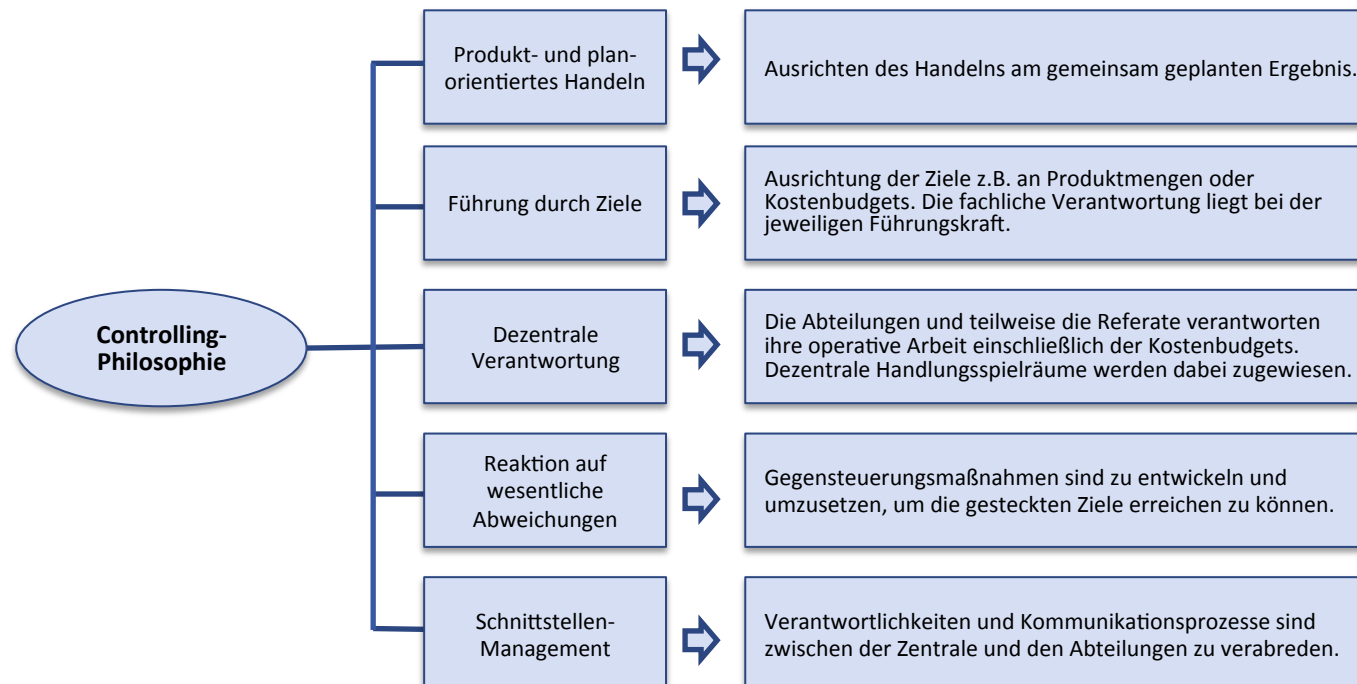 Produkt- und plan-
orientiertes Handeln
Ausrichten des Handelns am gemeinsam geplanten Ergebnis.
Führung durch Ziele
Ausrichtung der Ziele z.B. an Produktmengen oder
Kostenbudgets. Die fachliche Verantwortung liegt bei der
jeweiligen Führungskraft.
Controlling-
Philosophie
Dezentrale
Verantwortung
Die Abteilungen und teilweise die Referate verantworten
ihre operative Arbeit einschließlich der Kostenbudgets.
Dezentrale Handlungsspielräume werden dabei zugewiesen.
Reaktion auf
wesentliche
Abweichungen
Gegensteuerungsmaßnahmen sind zu entwickeln und
umzusetzen, um die gesteckten Ziele erreichen zu können.
Schnittstellen-
Management
Verantwortlichkeiten und Kommunikationsprozesse sind
zwischen der Zentrale und den Abteilungen zu verabreden.